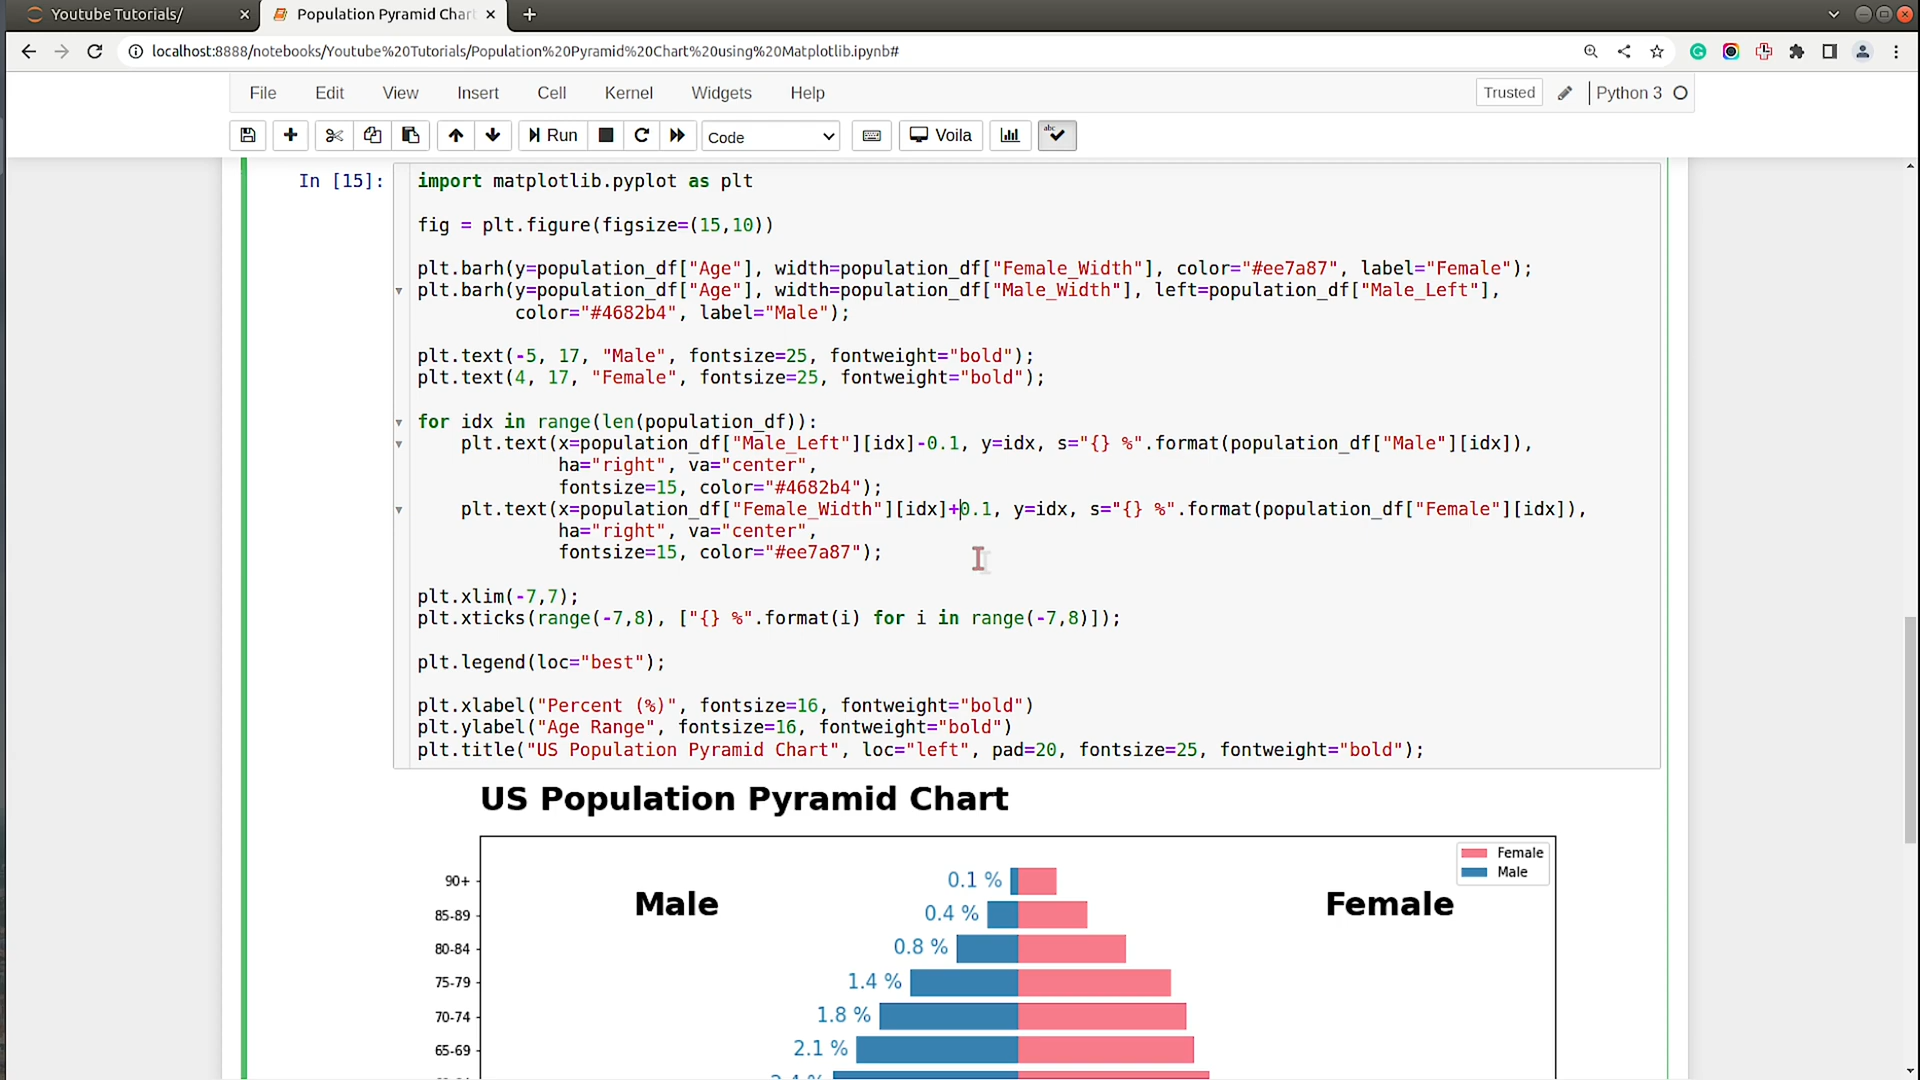 Youtube Tutorials/
Population Pyramid Char
localhost:8888/notebooks/Youtube%20Tutorials/Population%20Pyramid%20Chart%20using%20Matplotlib.ipynb#
File Edit View Insert Cell Kernel Widgets Help Trusted Python 3
Run Code Voila
In [15]:
import matplotlib.pyplot as plt
fig = plt.figure(figsize=(15,10))
plt.barh(y=population_df["Age"], width=population_df["Female_Width"], color="#ee7a87", label="Female");
plt.barh(y=population_df["Age"], width=population_df["Male_Width"], left=population_df["Male_Left"],
color="#4682b4", label="Male");
plt.text(-5, 17, "Male", fontsize=25, fontweight="bold");
plt.text(4, 17, "Female", fontsize=25, fontweight="bold");
for idx in range(len(population_df)):
plt.text(x=population_df["Male_Left"][idx]-0.1, y=idx, s="{} %".format(population_df["Male"][idx]),
ha="right", va="center",
fontsize=15, color="#4682b4");
plt.text(x=population_df["Female_Width"][idx]+0.1, y=idx, s="{} %".format(population_df["Female"][idx]),
ha="right", va="center",
fontsize=15, color="#ee7a87");
plt.xlim(-7,7);
plt.xticks(range(-7,8), ["{} %".format(i) for i in range(-7,8)]);
plt.legend(loc="best");
plt.xlabel("Percent (%)", fontsize=16, fontweight="bold")
plt.ylabel("Age Range", fontsize=16, fontweight="bold")
plt.title("US Population Pyramid Chart", loc="left", pad=20, fontsize=25, fontweight="bold");
US Population Pyramid Chart
Female
Male
90+ 0.1 %
Male Female
85-89 0.4 %
80-84 0.8 %
75-79 1.4 %
70-74 1.8 %
65-69 2.1 %